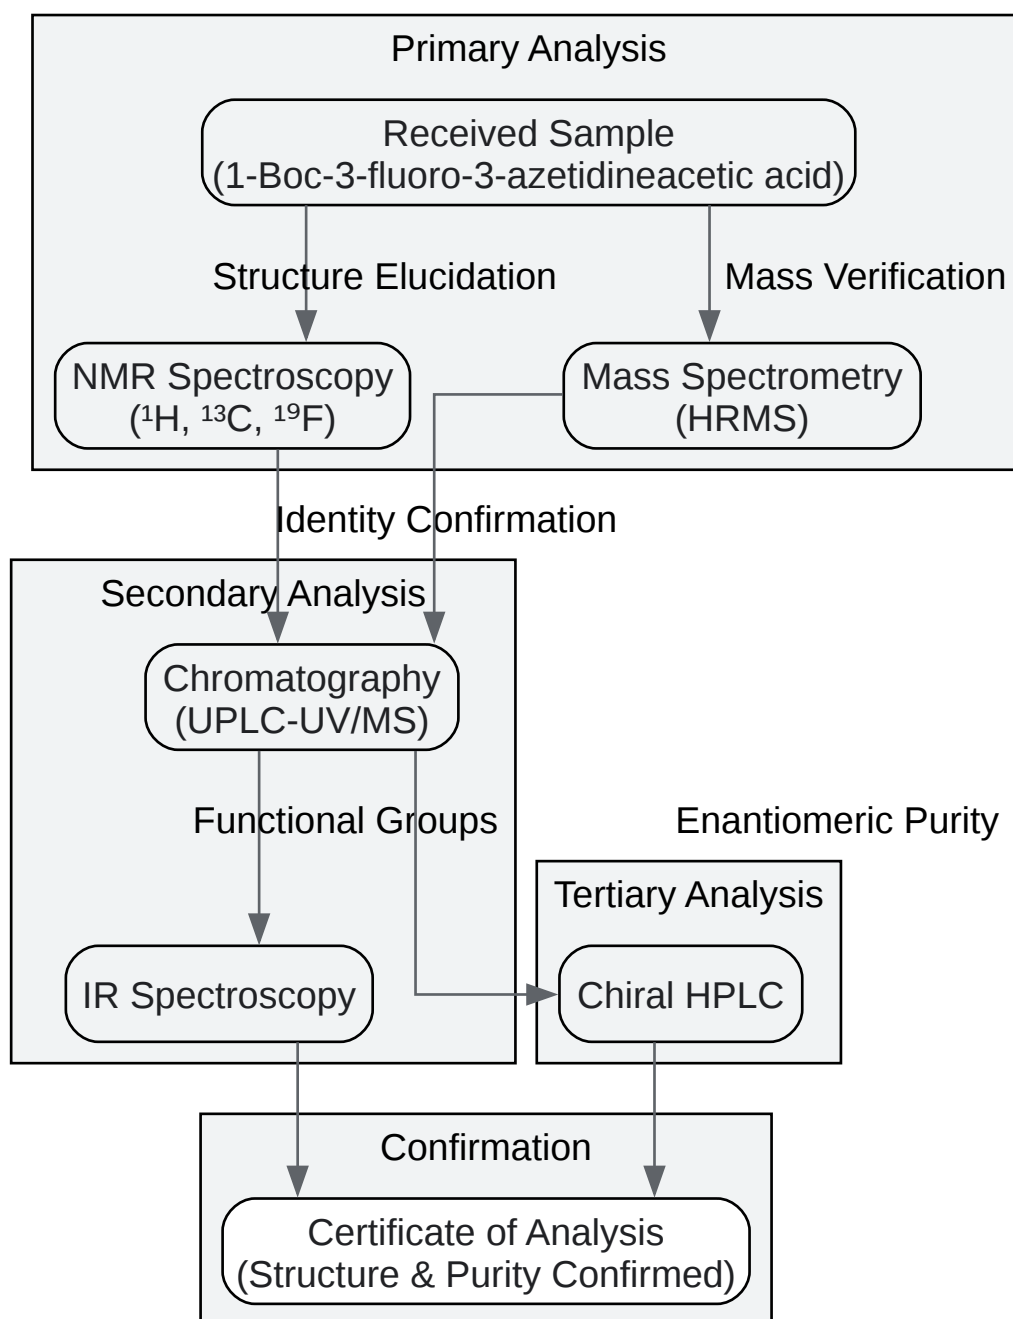 Primary Analysis
Received Sample
(1-Boc-3-fluoro-3-azetidineacetic acid)
Structure Elucidation
Mass Verification
NMR Spectroscopy
(¹H, ¹³C, ¹⁹F)
Mass Spectrometry
(HRMS)
Identity Confirmation
Secondary Analysis
Chromatography
(UPLC-UV/MS)
Functional Groups
Enantiomeric Purity
Tertiary Analysis
IR Spectroscopy
Chiral HPLC
Confirmation
Certificate of Analysis
(Structure & Purity Confirmed)